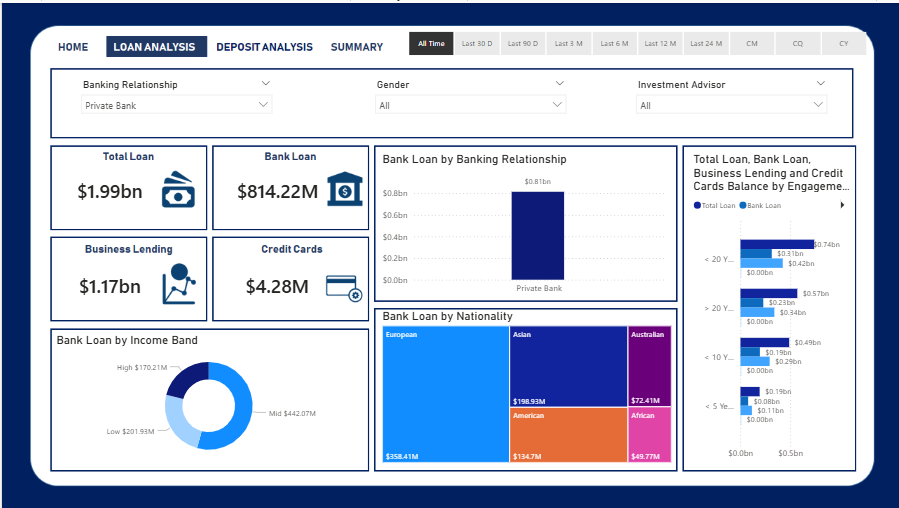 HOME
LOAN ANALYSIS
DEPOSIT ANALYSIS
SUMMARY
All Time
Last 30 D
Last 90 D
Last 3 M
Last 6 M
Last 12 M
Last 24 M
CM
CQ
CY
Banking Relationship
Private Bank
Gender
All
Investment Advisor
All
Total Loan
$1.99bn
Bank Loan
$814.22M
Business Lending
$1.17bn
Credit Cards
$4.28M
Bank Loan by Income Band
High $170.21M
Low $201.93M
Mid $442.07M
Bank Loan by Banking Relationship
$0.81bn
$0.8bn
$0.6bn
$0.4bn
$0.2bn
$0.0bn
Private Bank
Bank Loan by Nationality
European
$358.41M
Asian
$198.93M
American
$134.7M
Australian
$72.41M
African
$49.77M
Total Loan, Bank Loan,
Business Lending and Credit
Cards Balance by Engageme...
Total Loan
Bank Loan
< 20 Y...
$0.74bn
$0.31bn
$0.42bn
$0.00bn
> 20 Y...
$0.57bn
$0.23bn
$0.34bn
$0.00bn
< 10 Y...
$0.49bn
$0.19bn
$0.29bn
$0.00bn
< 5 Ye...
$0.19bn
$0.08bn
$0.11bn
$0.00bn
$0.0bn
$0.5bn